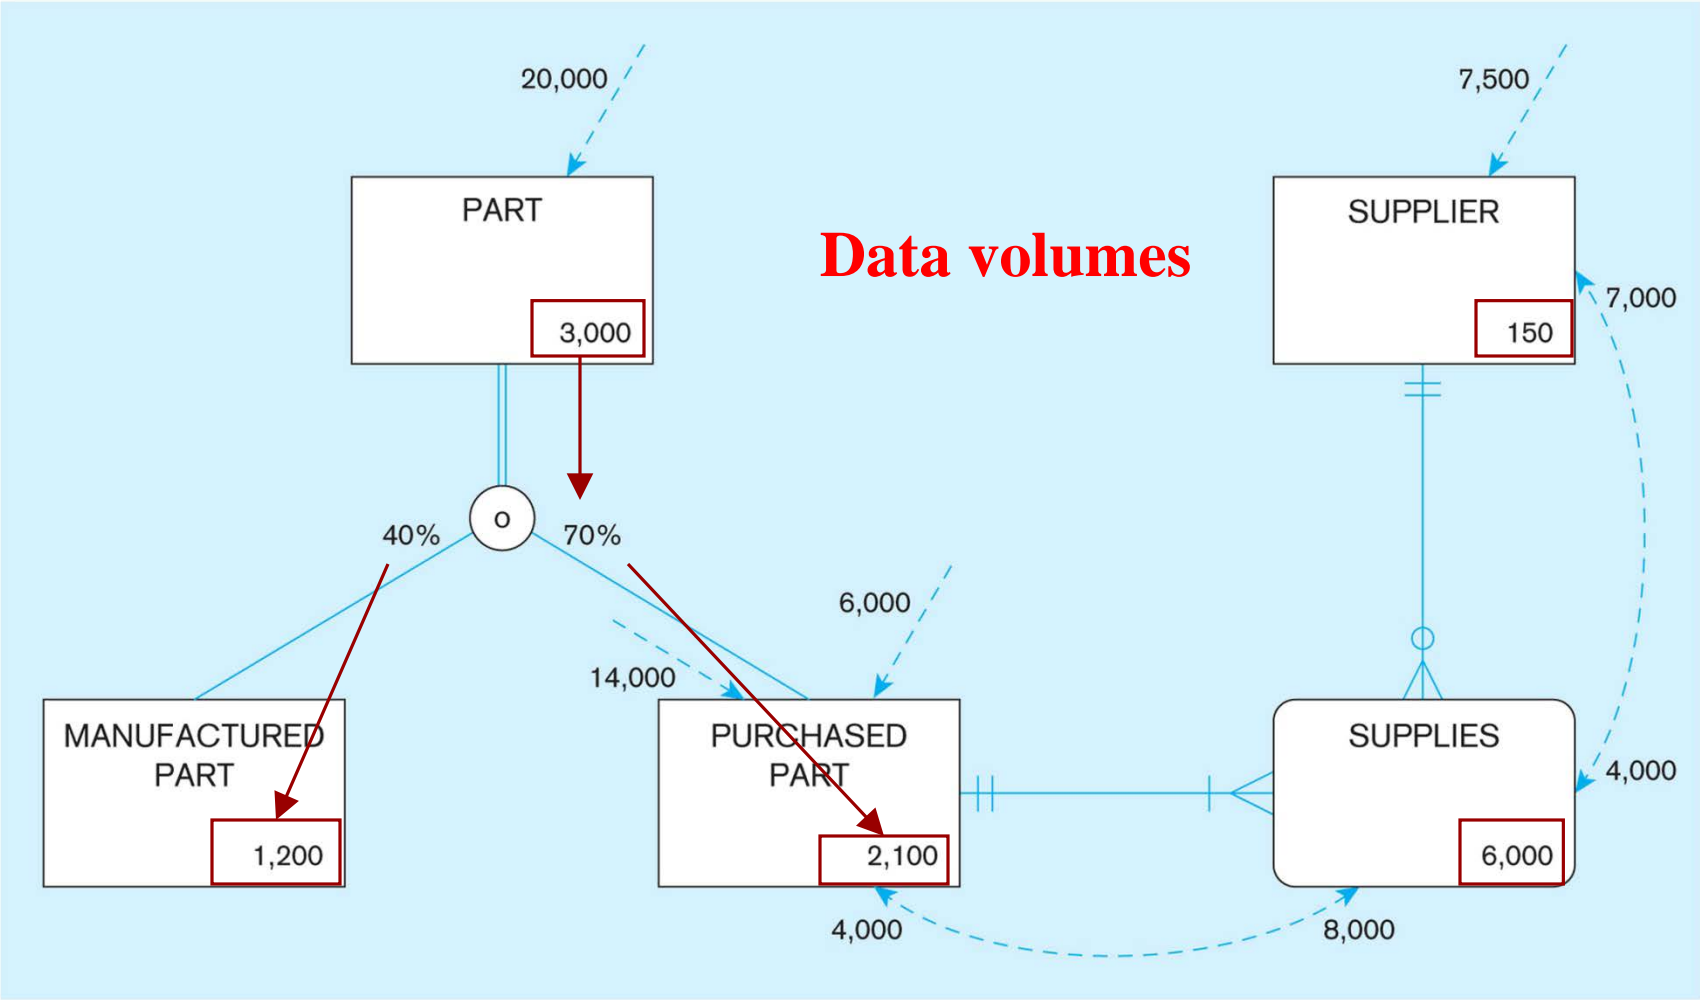 20,000
7,500
PART
SUPPLIER
Data volumes
7,000
3,000
150
o
40%
70%
6,000
14,000
MANUFACTURED
PART
PURCHASED
PART
SUPPLIES
4,000
1,200
2,100
6,000
4,000
8,000